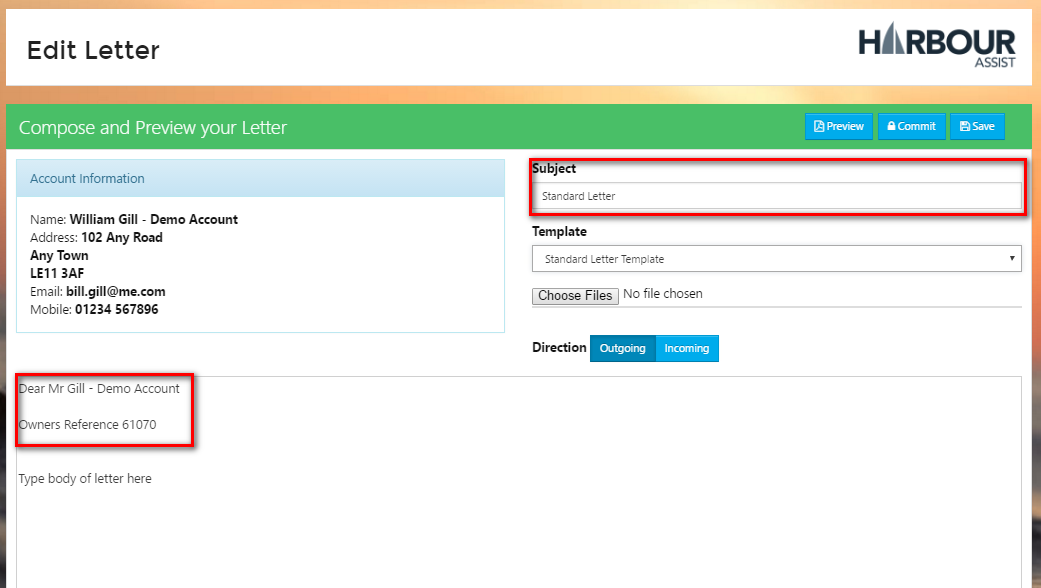 Edit Letter
HARBOUR
ASSIST
Compose and Preview your Letter
Preview
Commit
Save
Account Information
Name: William Gill - Demo Account
Address: 102 Any Road
Any Town
LE11 3AF
Email: bill.gill@me.com
Mobile: 01234 567896
Subject
Standard Letter
Template
Standard Letter Template
Choose Files No file chosen
Direction Outgoing Incoming
Dear Mr Gill - Demo Account
Owners Reference 61070
Type body of letter here